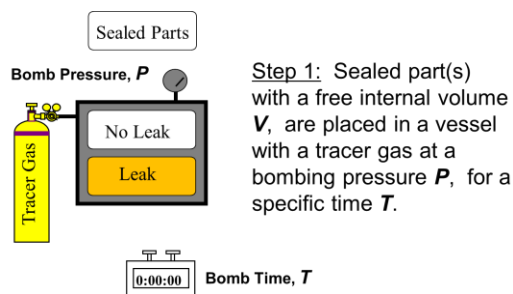 Sealed Parts
Bomb Pressure, P
No Leak
Leak
Tracer Gas
Step 1: Sealed part(s)
with a free internal volume
V, are placed in a vessel
with a tracer gas at a
bombing pressure P, for a
specific time T.
0:00:00
Bomb Time, T